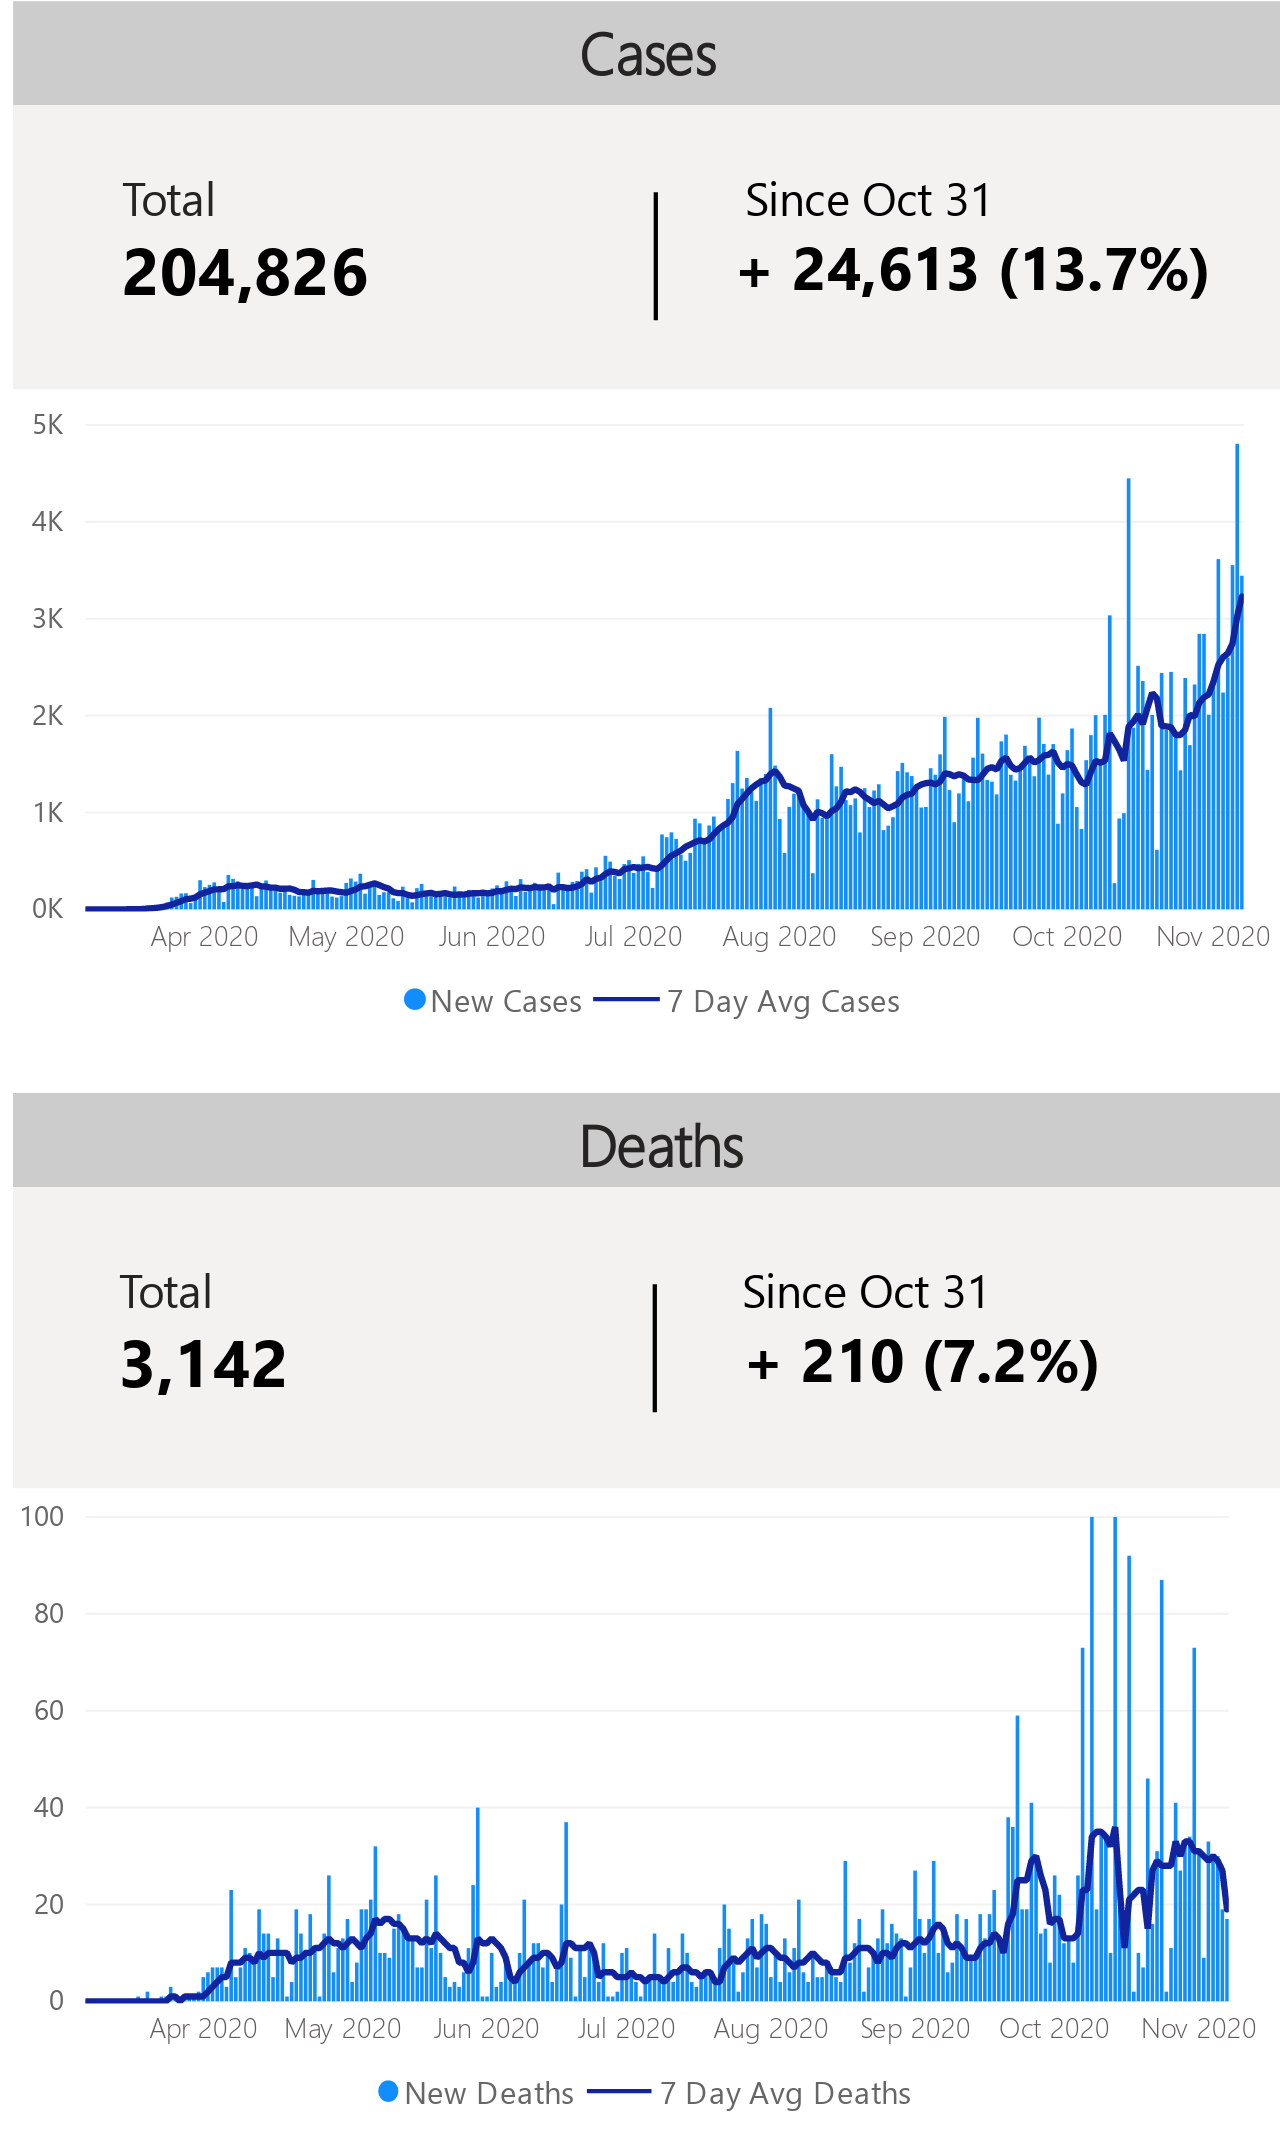 Cases
Total
204,826
Since Oct 31
+ 24,613 (13.7%)
5K
4K
3K
2K
1K
0K
Apr 2020 May 2020 Jun 2020 Jul 2020 Aug 2020 Sep 2020 Oct 2020 Nov 2020
New Cases 7 Day Avg Cases
Deaths
Total
3,142
Since Oct 31
+ 210 (7.2%)
100
80
60
40
20
0
Apr 2020 May 2020 Jun 2020 Jul 2020 Aug 2020 Sep 2020 Oct 2020 Nov 2020
New Deaths 7 Day Avg Deaths